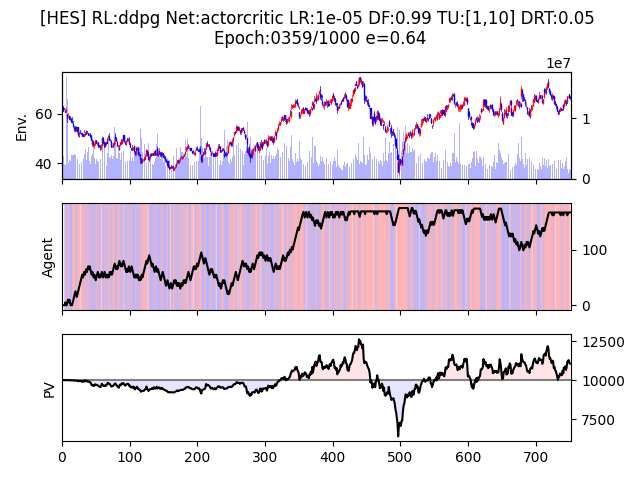 [HES] RL:ddpg Net:actorcritic LR:1e-05 DF:0.99 TU:[1,10] DRT:0.05
Epoch:0359/1000 e=0.64
1e7
Env.
60
40
1
0
Agent
100
0
PV
12500
10000
7500
0 100 200 300 400 500 600 700